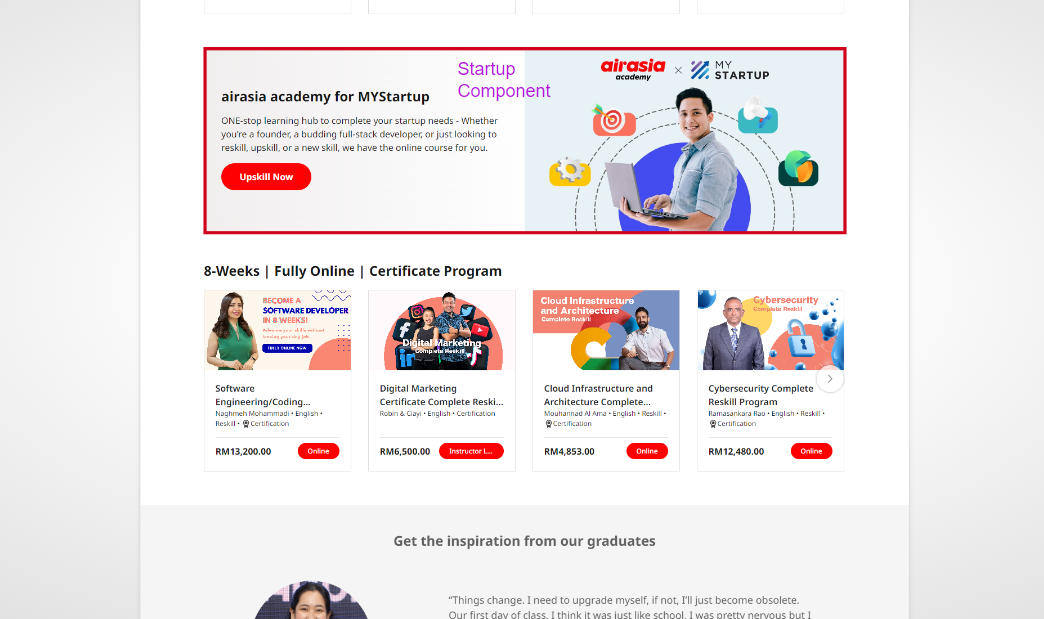 Startup
Component
airasia
academy
MY
STARTUP
airasia academy for MYStartup
ONE-stop learning hub to complete your startup needs - Whether
you're a founder, a budding full-stack developer, or just looking to
reskill, upskill, or a new skill, we have the online course for you.
Upskill Now
8-Weeks | Fully Online | Certificate Program
BECOME A
SOFTWARE DEVELOPER
IN 8 WEEKS!
FULLY ONLINE NOW
Software
Engineering/Coding...
Naghmeh Mohammadi • English •
Reskill • Certification
RM13,200.00
Online
Digital Marketing
Complete Reskill
Digital Marketing
Certificate Complete Reski...
Robin & Ciayi • English • Certification
RM6,500.00
Instructor L...
Cloud Infrastructure
and Architecture
Complete Reskill
Cloud Infrastructure and
Architecture Complete...
Mouhannad Al Ama • English • Reskill •
Certification
RM4,853.00
Online
Cybersecurity
Complete Reskill
Cybersecurity Complete
Reskill Program
Ramasankara Rao • English • Reskill •
Certification
RM12,480.00
Online
Get the inspiration from our graduates
“Things change. I need to upgrade myself, if not, I’ll just become obsolete.
Our first day of class, I think it was just like school. I was pretty nervous but I